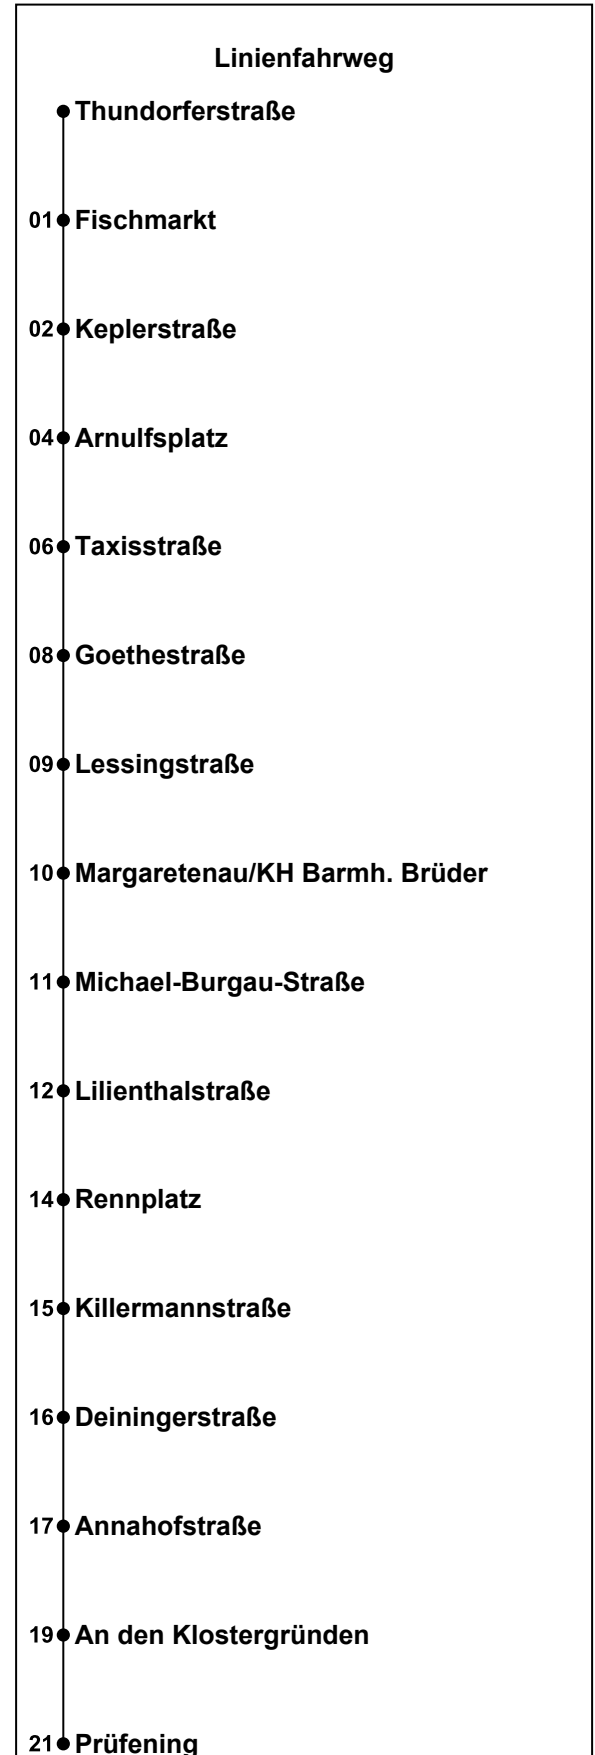 Linienfahrweg
Thundorferstraße
01 Fischmarkt
02 Keplerstraße
04 Arnulfsplatz
06 Taxisstraße
08 Goethestraße
09 Lessingstraße
10 Margaretenau/KH Barmh. Brüder
11 Michael-Burgau-Straße
12 Lilienthalstraße
14 Rennplatz
15 Killermannstraße
16 Deiningerstraße
17 Annahofstraße
19 An den Klostergründen
21 Prüfening